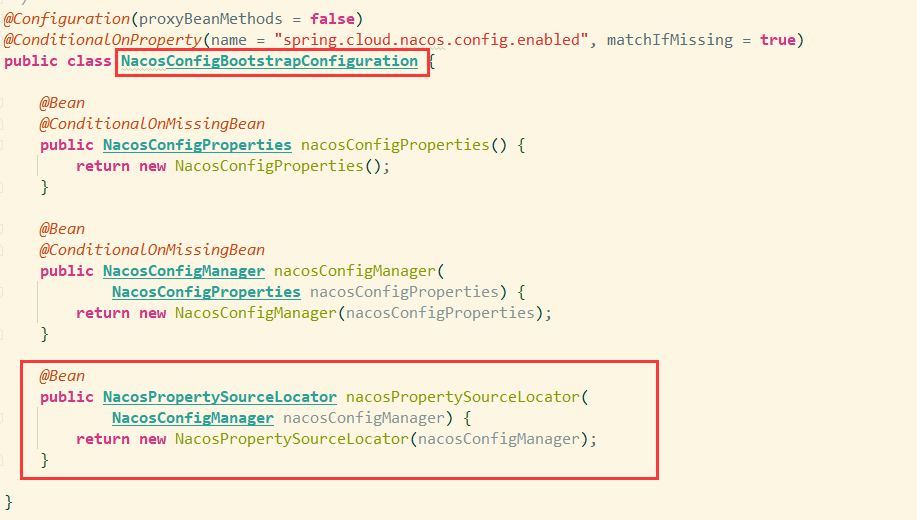 @Configuration(proxyBeanMethods = false)
@ConditionalOnProperty(name = "spring.cloud.nacos.config.enabled", matchIfMissing = true)
public class NacosConfigBootstrapConfiguration {
@Bean
@ConditionalOnMissingBean
public NacosConfigProperties nacosConfigProperties() {
return new NacosConfigProperties();
}
@Bean
@ConditionalOnMissingBean
public NacosConfigManager nacosConfigManager(
NacosConfigProperties nacosConfigProperties) {
return new NacosConfigManager(nacosConfigProperties);
}
@Bean
public NacosPropertySourceLocator nacosPropertySourceLocator(
NacosConfigManager nacosConfigManager) {
return new NacosPropertySourceLocator(nacosConfigManager);
}
}